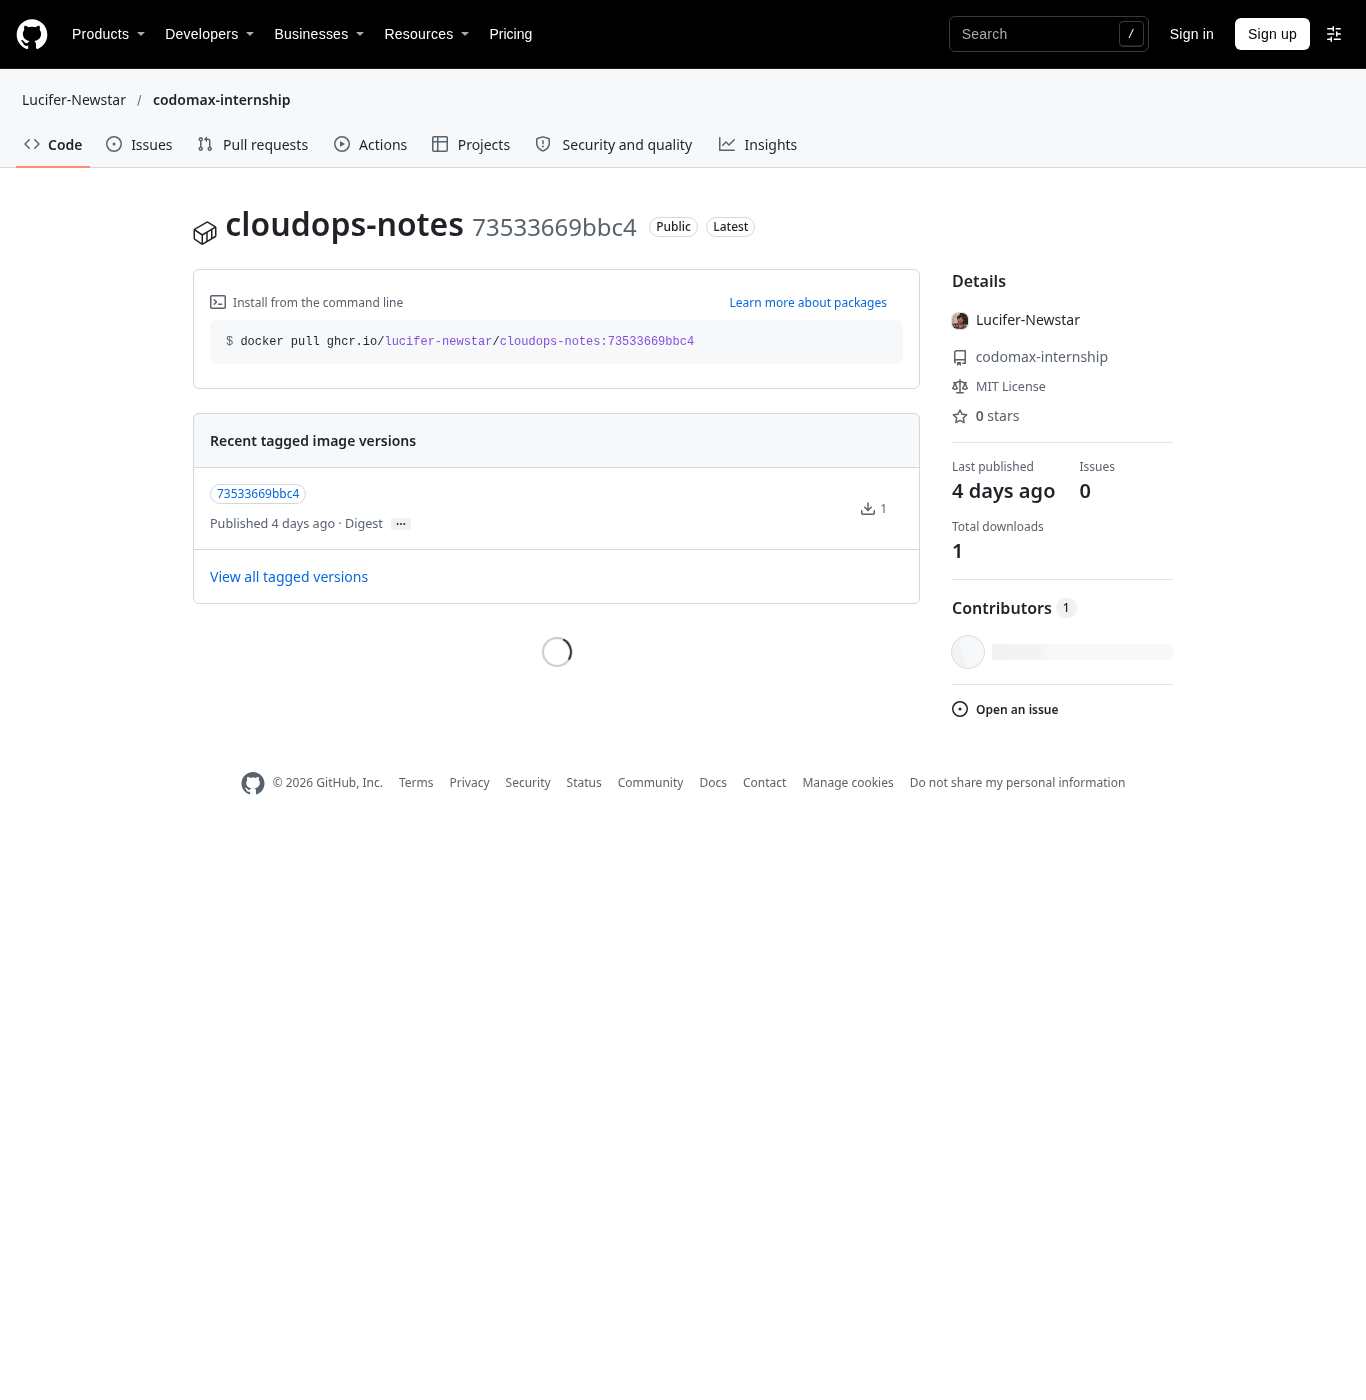 Products Developers Businesses Resources Pricing Search / Sign in Sign up
Lucifer-Newstar / codomax-internship
Code Issues Pull requests Actions Projects Security and quality Insights
cloudops-notes 73533669bbc4 Public Latest
Install from the command line Learn more about packages
$ docker pull ghcr.io/lucifer-newstar/cloudops-notes:73533669bbc4
Recent tagged image versions
73533669bbc4
Published 4 days ago · Digest …
1
View all tagged versions
Details
Lucifer-Newstar
codomax-internship
MIT License
0 stars
Last published Issues
4 days ago 0
Total downloads
1
Contributors 1
Open an issue
© 2026 GitHub, Inc. Terms Privacy Security Status Community Docs Contact Manage cookies Do not share my personal information